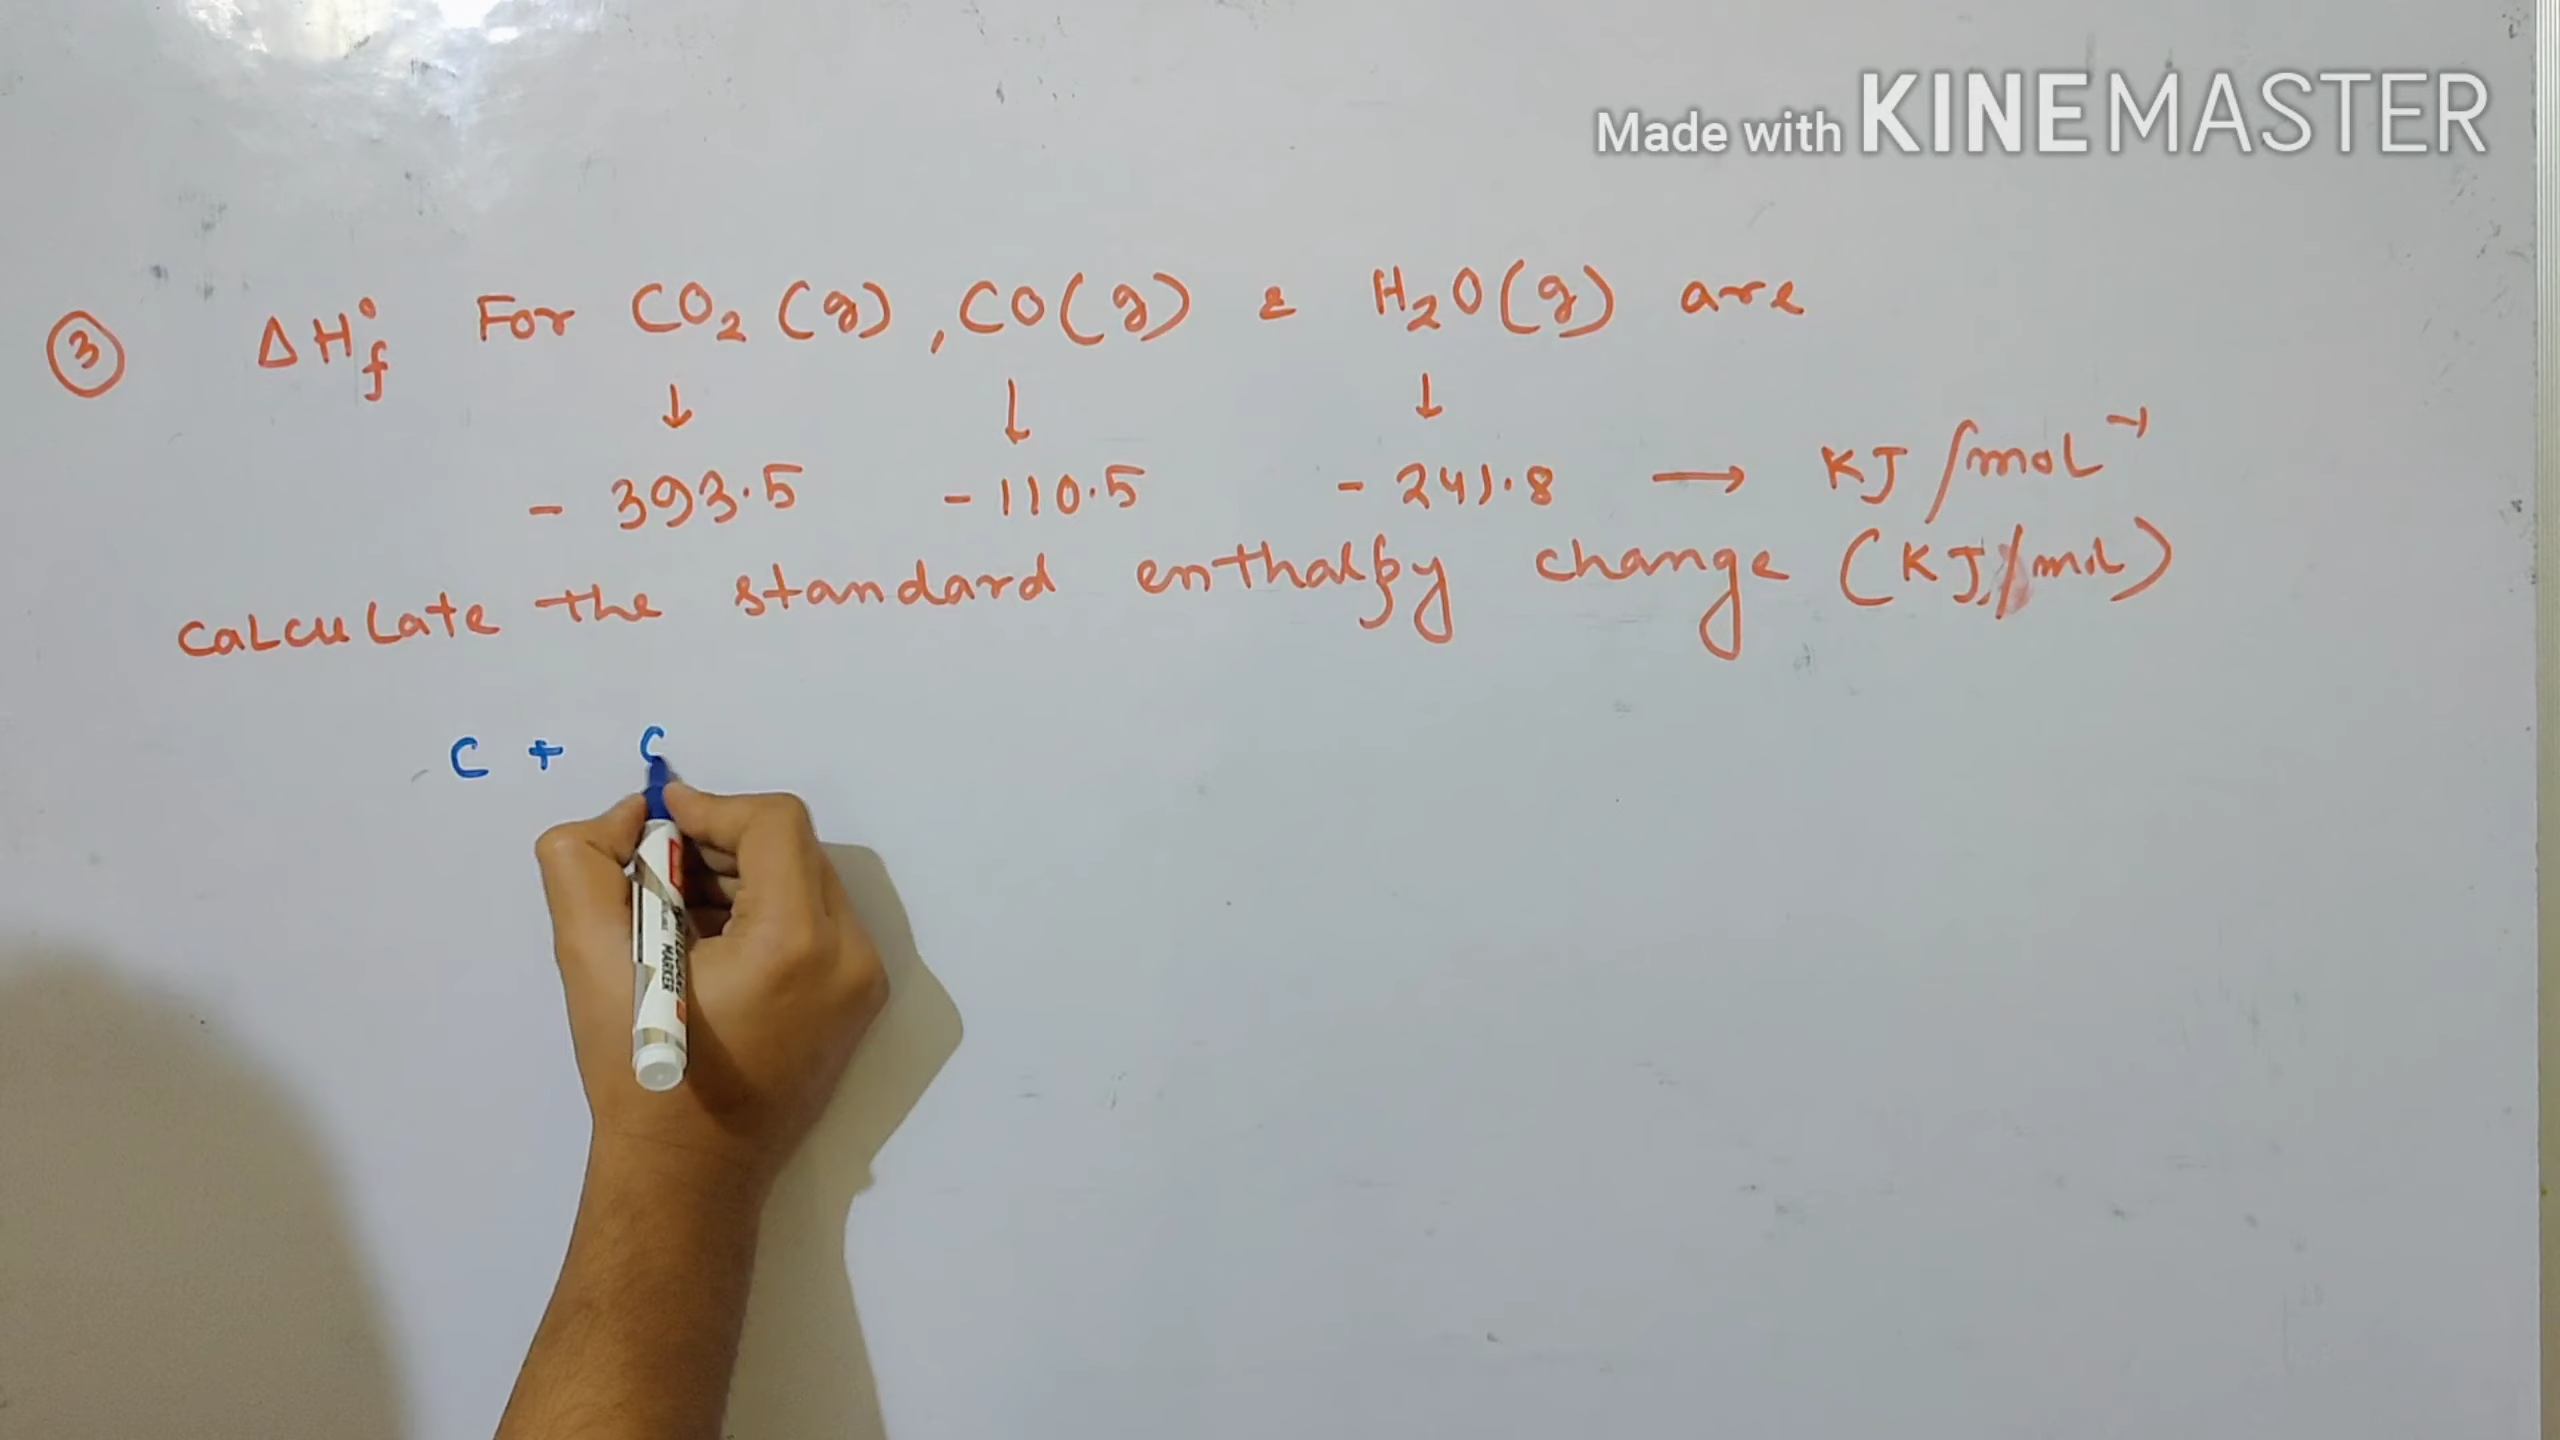 Made with KINEMASTER
③ ΔH°f For CO₂(g), CO(g) & H₂O(g) are
↓ ↓ ↓
- 393.5 - 110.5 - 241.8 → KJ/moL⁻¹
calculate the standard enthalpy change (KJ/mol)
C + C
MARKER